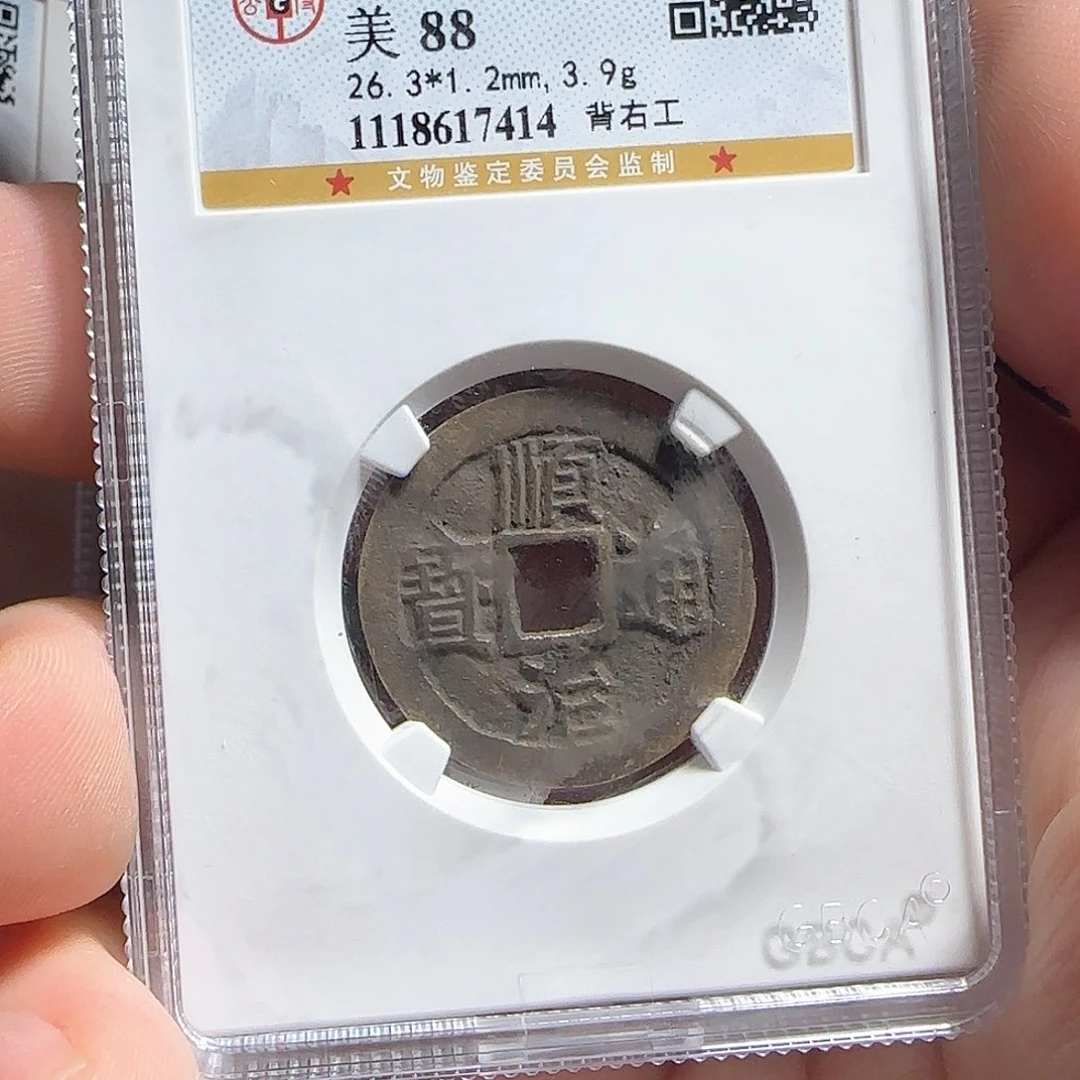 G
美 88
26.3*1.2mm, 3.9g
1118617414 背右工
文物鉴定委员会监制
順
寶 通
治
GBCA